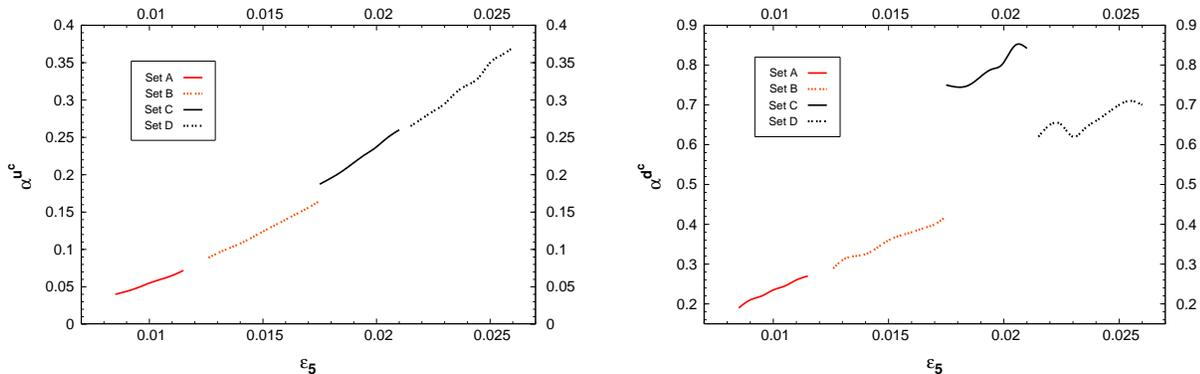 0.01 0.015 0.02 0.025
0.4 0.4
0.35 0.35
0.3 0.3
0.25 0.25
0.2 0.2
0.15 0.15
0.1 0.1
0.05 0.05
0 0
Set A
Set B
Set C
Set D
α^u^c
0.01 0.015 0.02 0.025
ε5
0.01 0.015 0.02 0.025
0.9 0.9
0.8 0.8
0.7 0.7
0.6 0.6
0.5 0.5
0.4 0.4
0.3 0.3
0.2 0.2
Set A
Set B
Set C
Set D
α^d^c
0.01 0.015 0.02 0.025
ε5